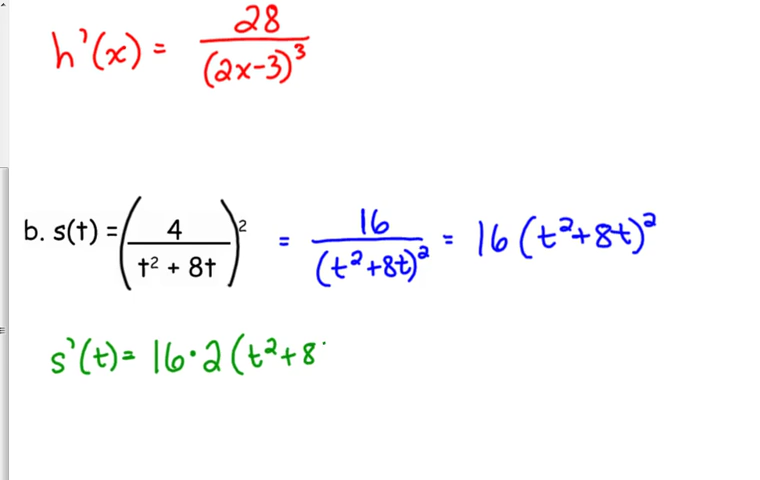 h'(x) = 28 / (2x-3)³
b. s(t) = (4 / t² + 8t)² = 16 / (t²+8t)² = 16(t²+8t)²
s'(t) = 16·2(t²+8